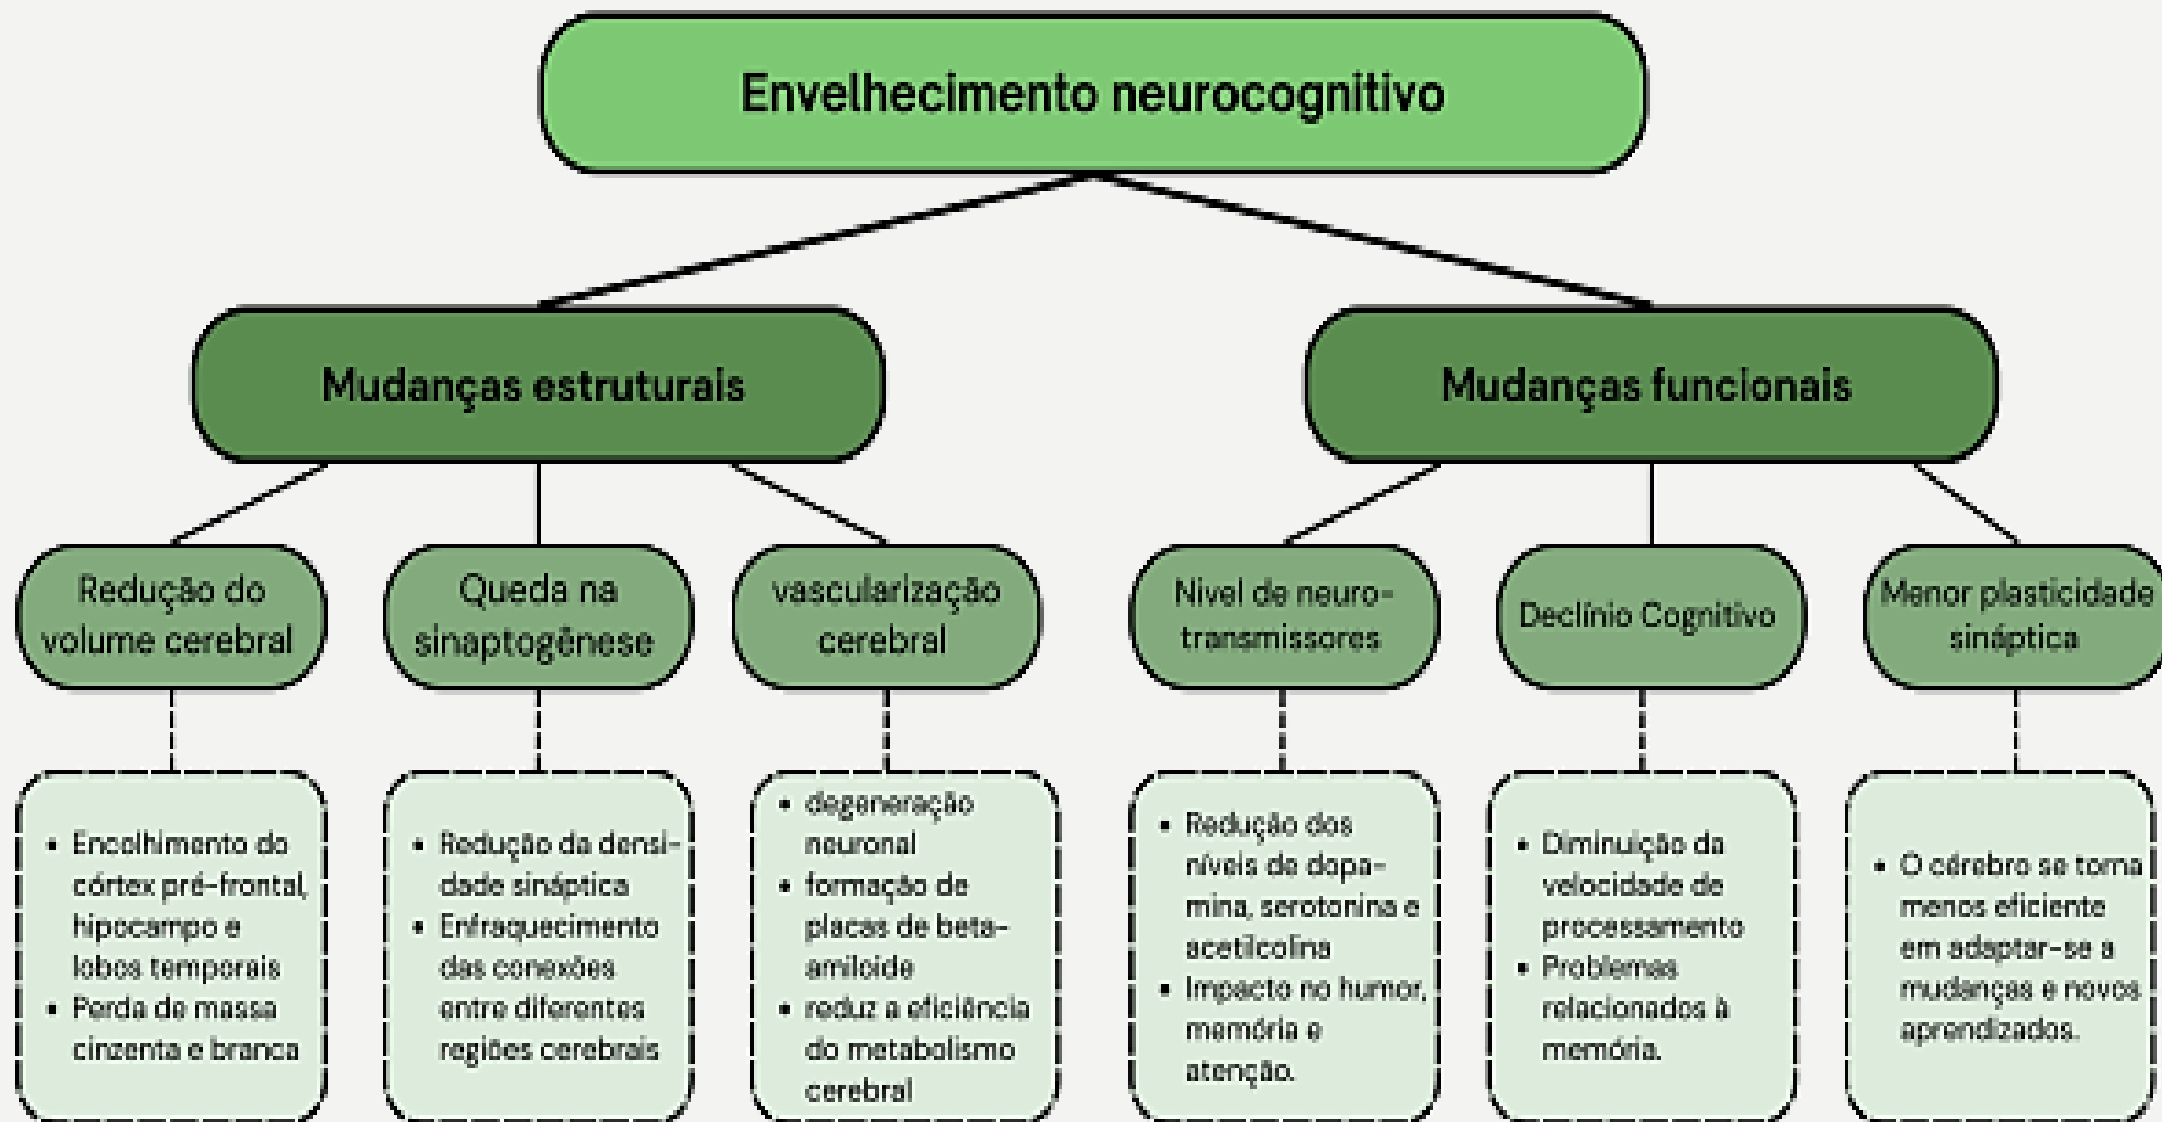 Envelhecimento neurocognitivo
Mudanças estruturais
Mudanças funcionais
Redução do
volume cerebral
Queda na
sinaptogênese
vascularização
cerebral
Nível de neuro-
transmissores
Declínio Cognitivo
Menor plasticidade
sináptica
• Encolhimento do
córtex pré-frontal,
hipocampo e
lobos temporais
• Perda de massa
cinzenta e branca
• Redução da densi-
dade sináptica
• Enfraquecimento
das conexões
entre diferentes
regiões cerebrais
• degeneração
neuronal
• formação de
placas de beta-
amiloide
• reduz a eficiência
do metabolismo
cerebral
• Redução dos
níveis de dopa-
mina, serotonina e
acetilcolina
• Impacto no humor,
memória e
atenção.
• Diminuição da
velocidade de
processamento
• Problemas
relacionados à
memória.
• O cérebro se torna
menos eficiente
em adaptar-se a
mudanças e novos
aprendizados.